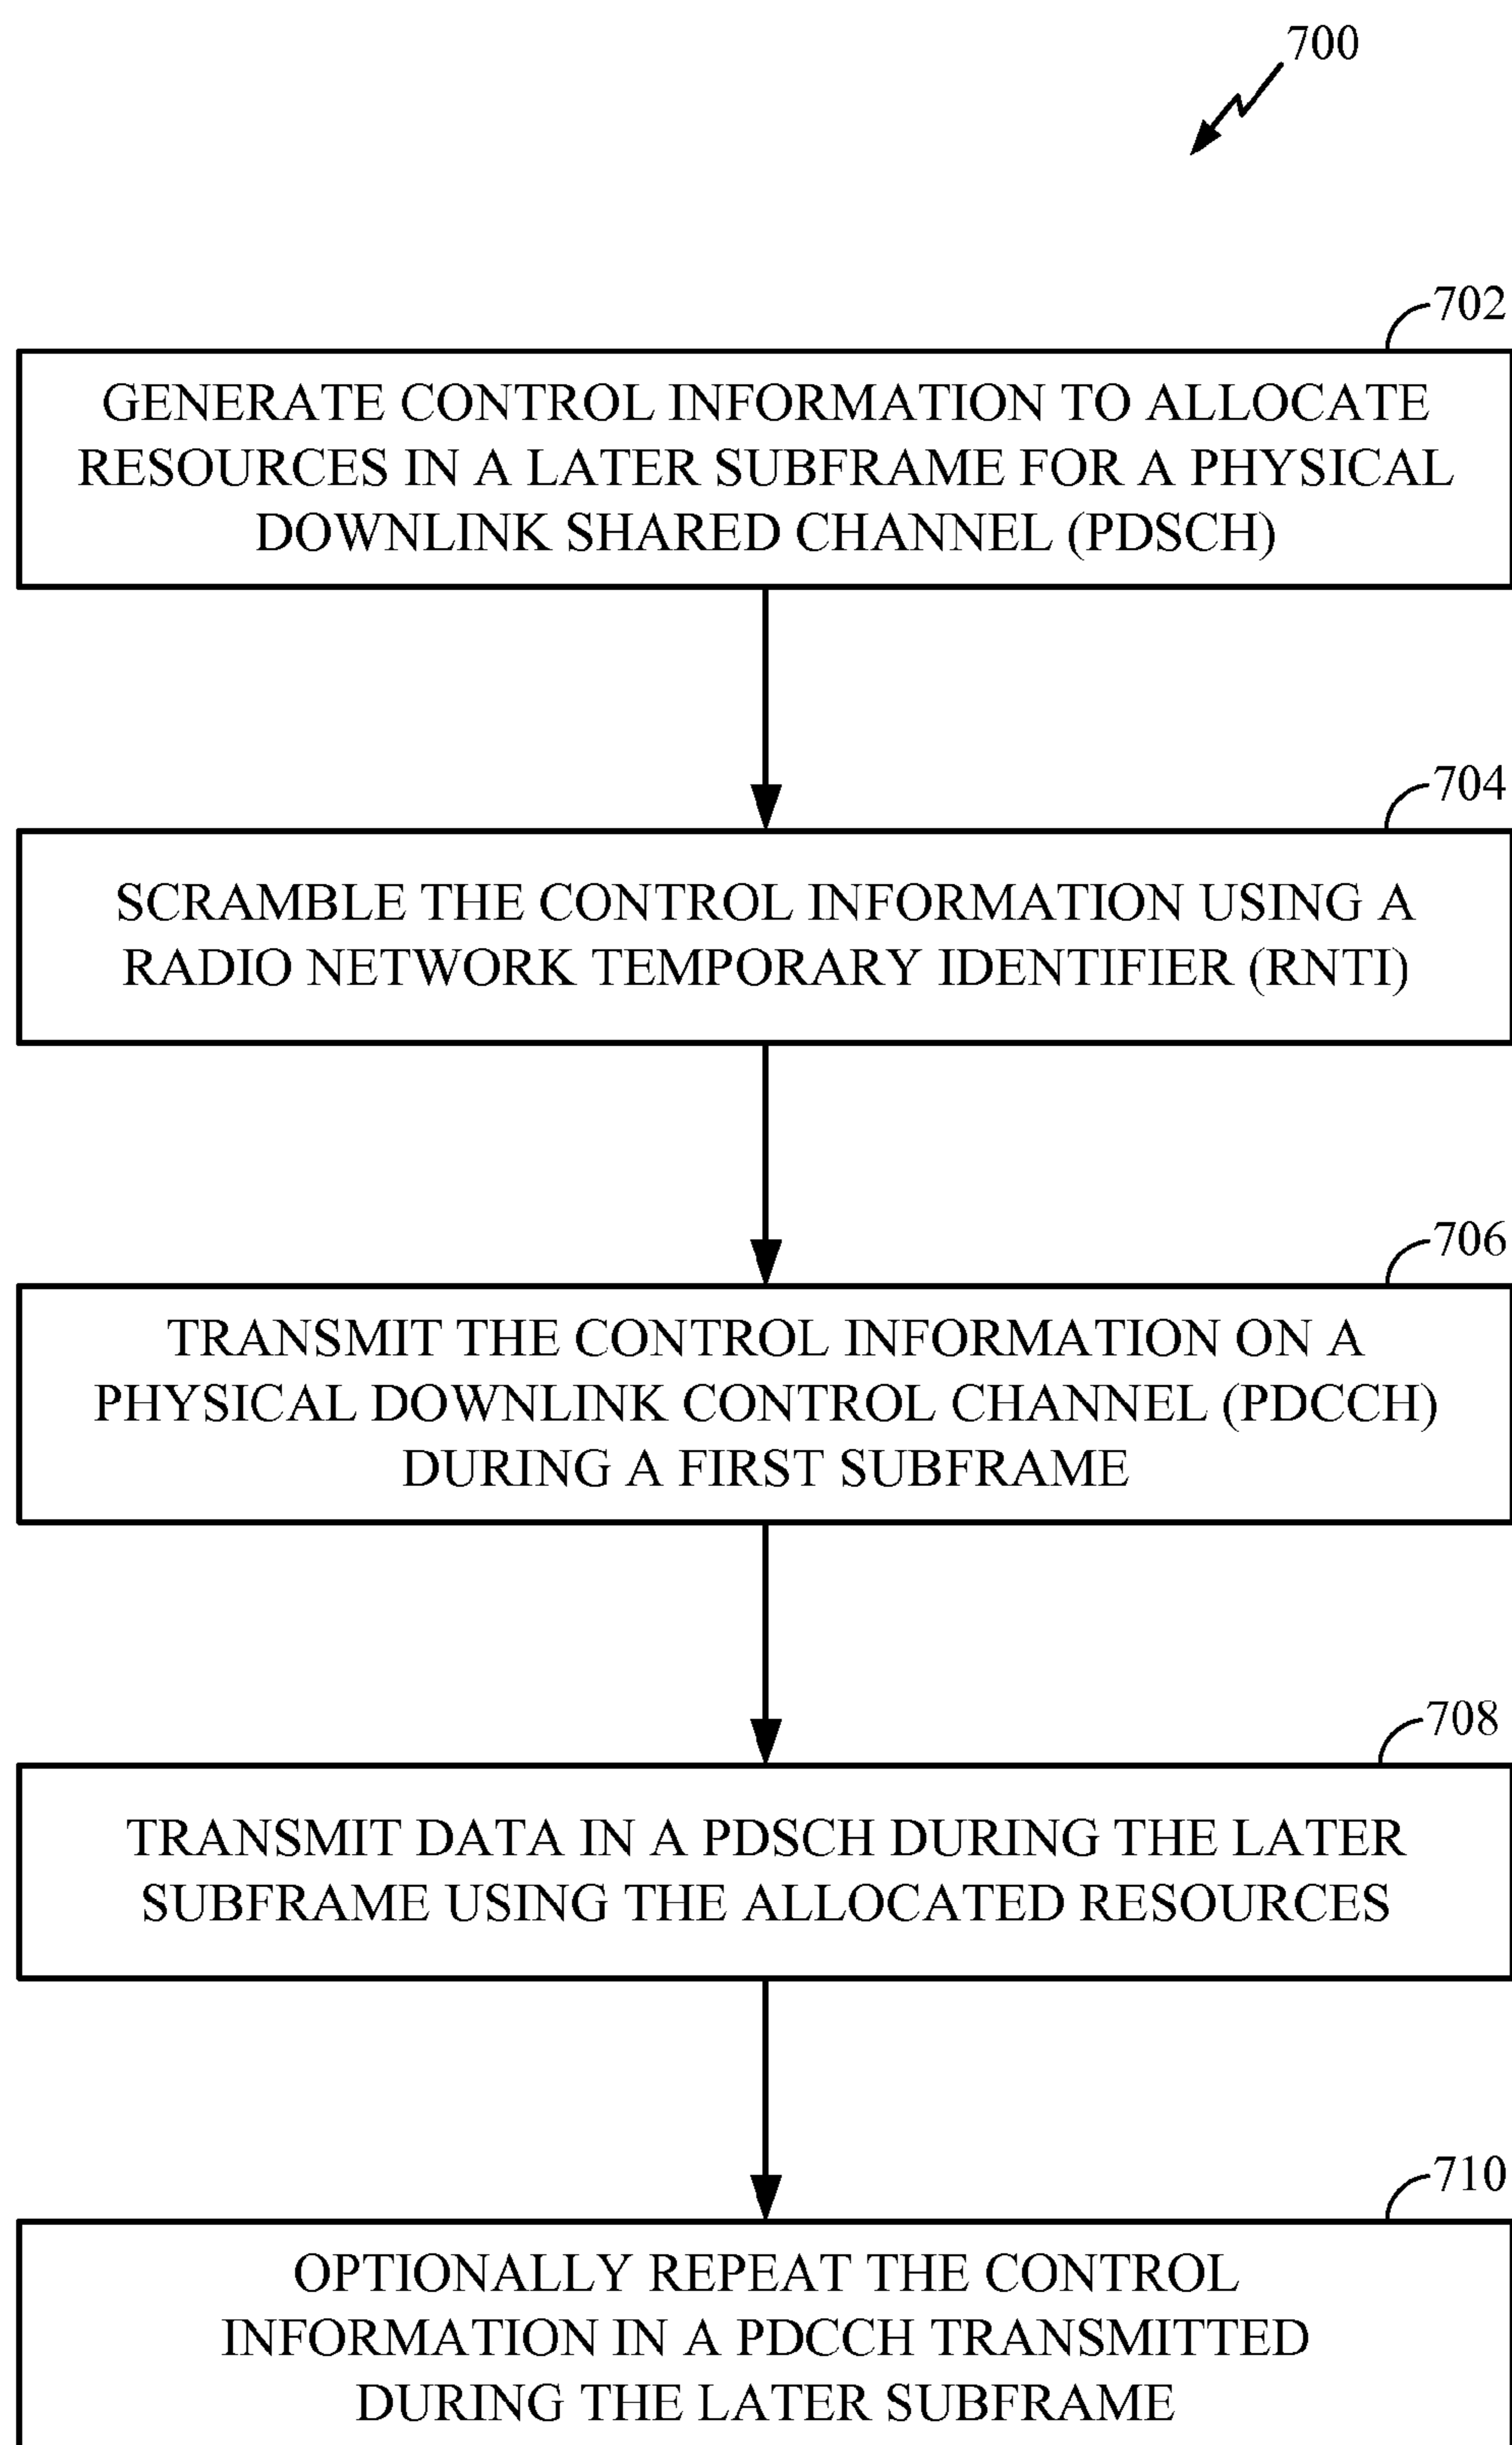 700
702
GENERATE CONTROL INFORMATION TO ALLOCATE
RESOURCES IN A LATER SUBFRAME FOR A PHYSICAL
DOWNLINK SHARED CHANNEL (PDSCH)
704
SCRAMBLE THE CONTROL INFORMATION USING A
RADIO NETWORK TEMPORARY IDENTIFIER (RNTI)
706
TRANSMIT THE CONTROL INFORMATION ON A
PHYSICAL DOWNLINK CONTROL CHANNEL (PDCCH)
DURING A FIRST SUBFRAME
708
TRANSMIT DATA IN A PDSCH DURING THE LATER
SUBFRAME USING THE ALLOCATED RESOURCES
710
OPTIONALLY REPEAT THE CONTROL
INFORMATION IN A PDCCH TRANSMITTED
DURING THE LATER SUBFRAME